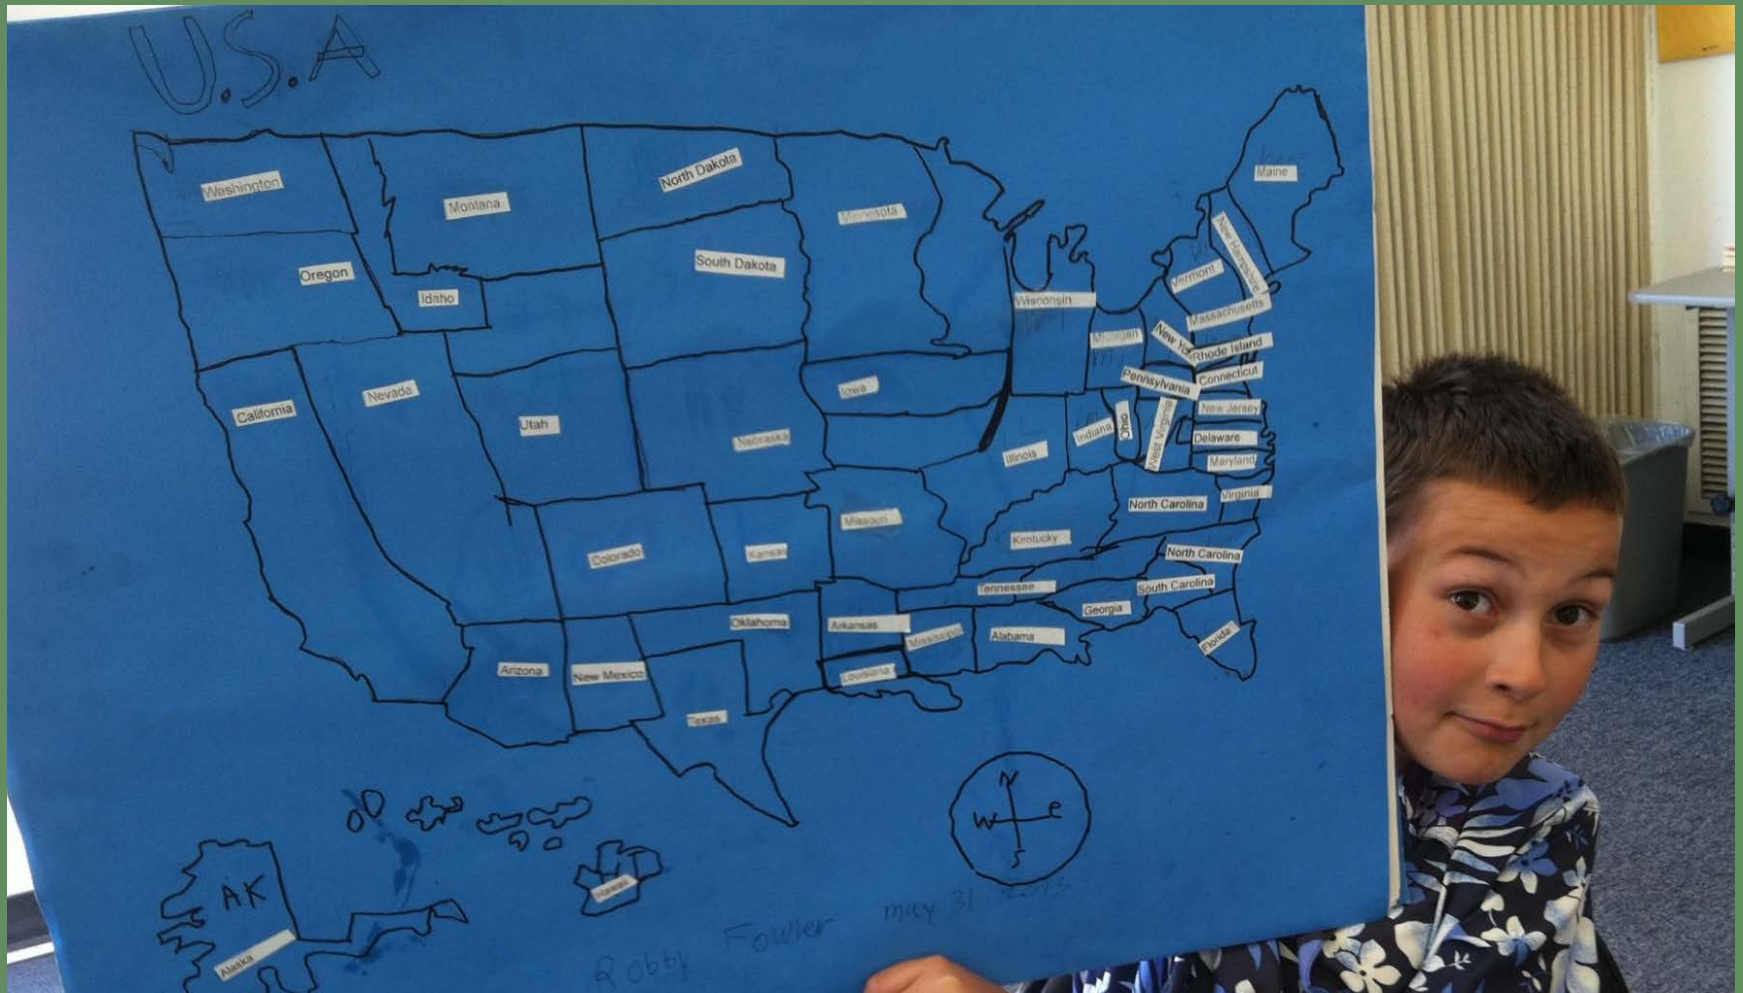 U.S.A
Maine
Washington
North Dakota
Montana
Minnesota
New Hampshire
South Dakota
Oregon
Vermont
Idaho
Wisconsin
Massachusetts
Michigan
New Yo
Rhode Island
Pennsylvania
Connecticut
Nevada
Iowa
California
New Jersey
Utah
Ohio
Indiana
West Virginia
Nebraska
Delaware
Illinois
Maryland
Virginia
North Carolina
Missouri
Kentucky
Colorado
Kansas
North Carolina
Tennessee
South Carolina
Georgia
Oklahoma
Arkansas
Mississippi
Alabama
Florida
Arizona
New Mexico
Louisiana
Texas
N
W e
S
AK
Hawaii
Alaska
Robby Fowler may 31